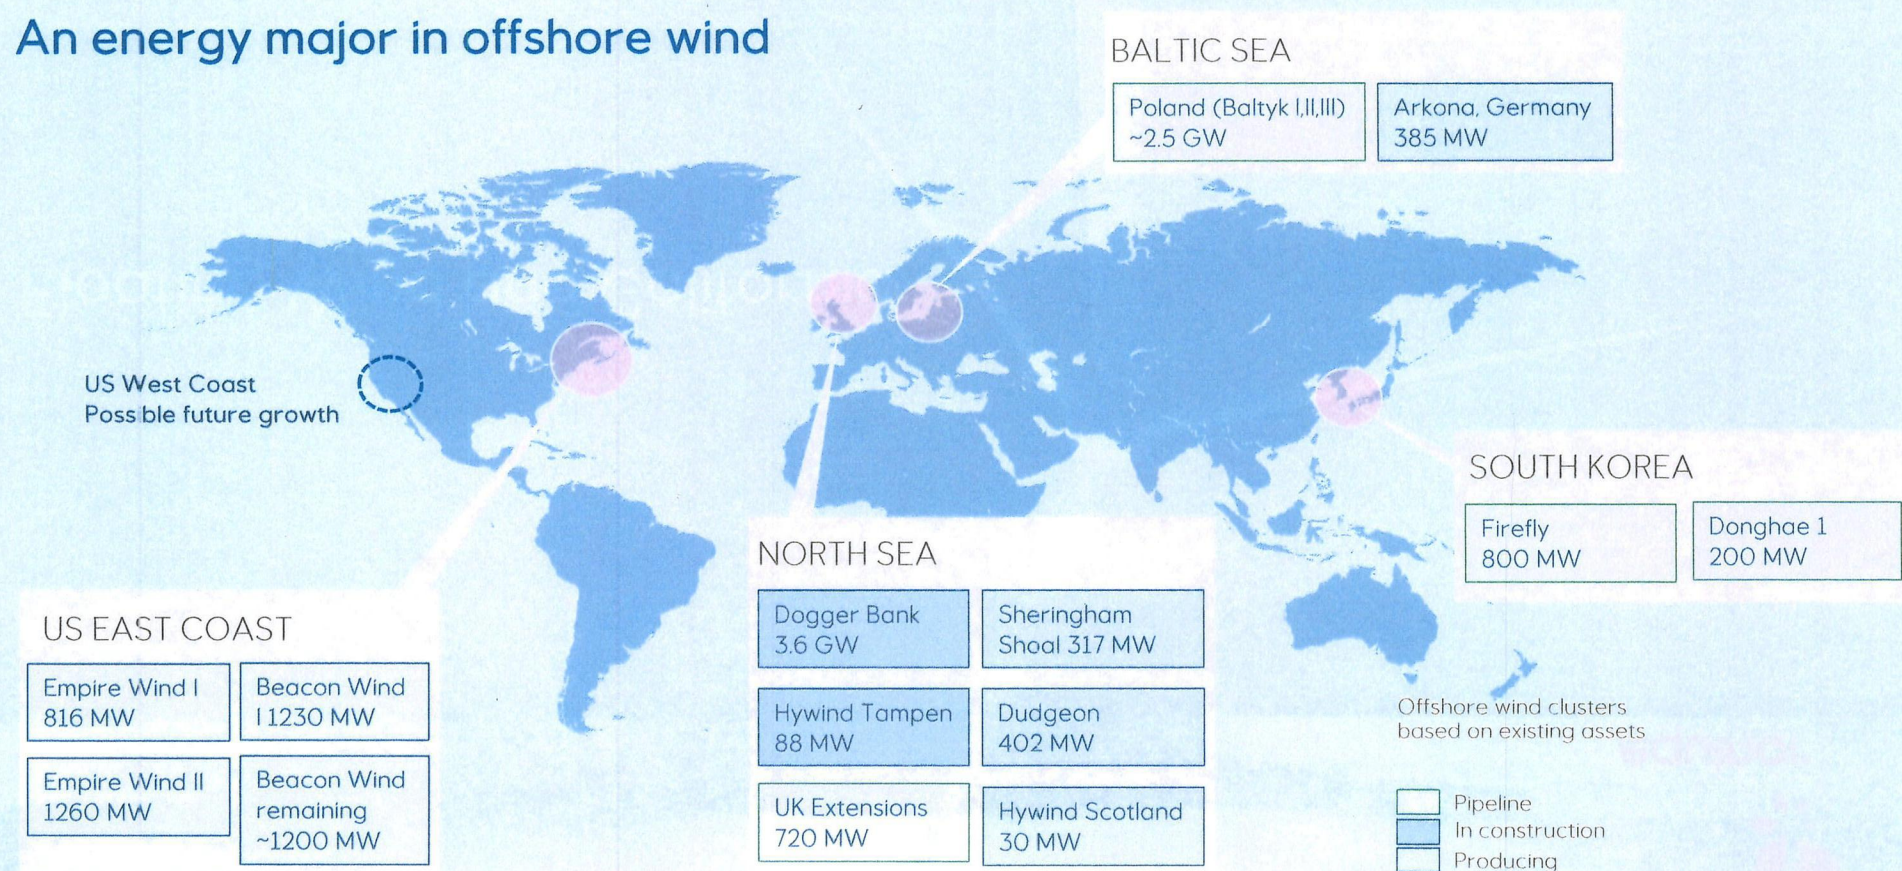 An energy major in offshore wind
BALTIC SEA
Poland (Baltyk I,II,III)
~2.5 GW
Arkona, Germany
385 MW
US West Coast
Possible future growth
SOUTH KOREA
Firefly
800 MW
Donghae 1
200 MW
NORTH SEA
Dogger Bank
3.6 GW
Sheringham
Shoal 317 MW
Hywind Tampen
88 MW
Dudgeon
402 MW
UK Extensions
720 MW
Hywind Scotland
30 MW
US EAST COAST
Empire Wind I
816 MW
Beacon Wind
I 1230 MW
Empire Wind II
1260 MW
Beacon Wind
remaining
~1200 MW
Offshore wind clusters
based on existing assets
Pipeline
In construction
Producing